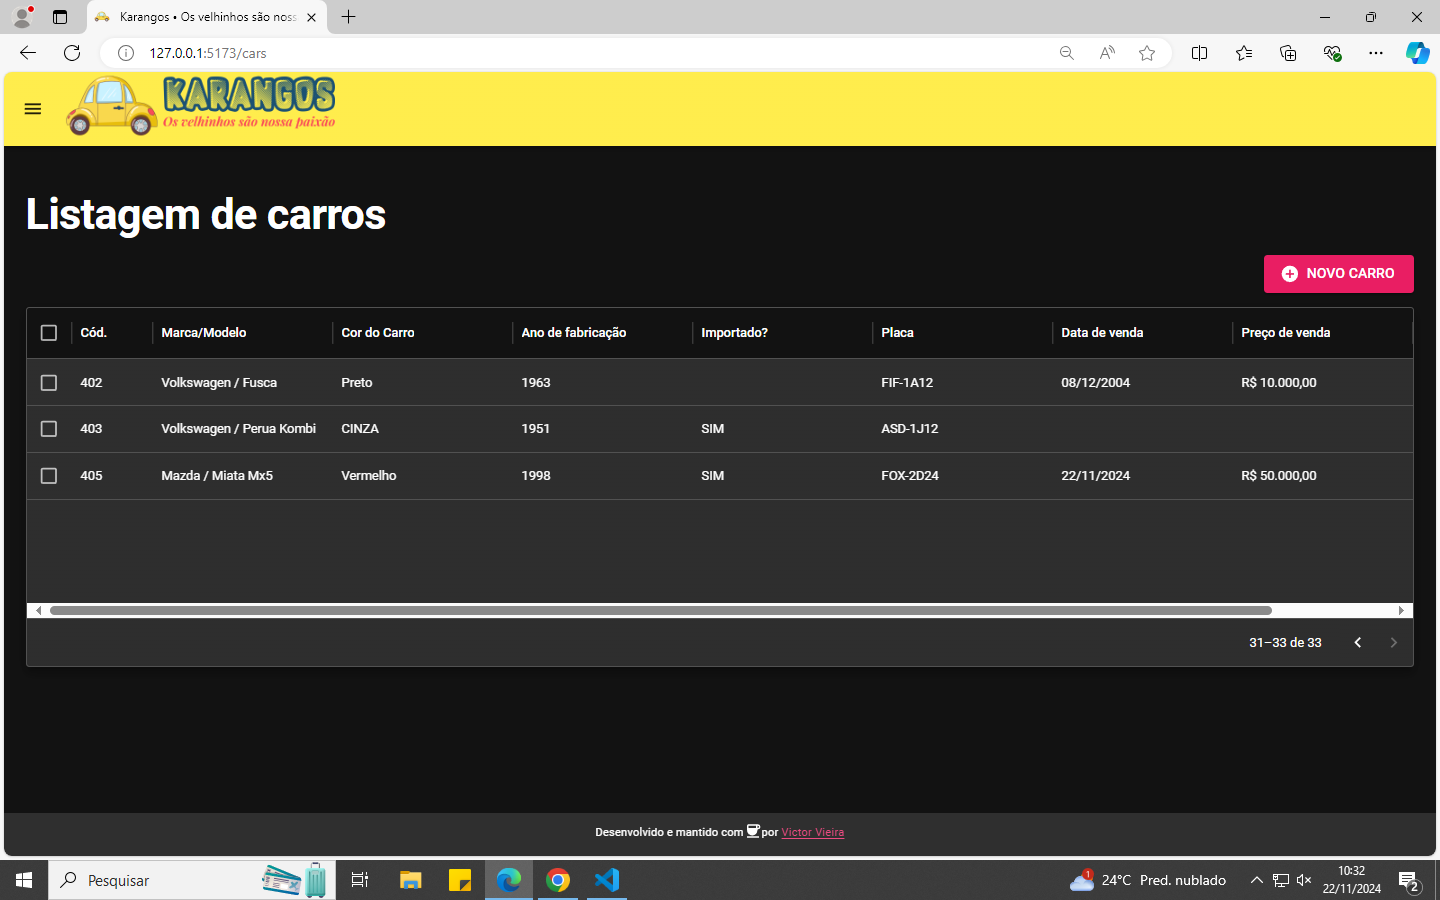 Karangos • Os velhinhos são noss
127.0.0.1:5173/cars
KARANGOS
Os velhinhos são nossa paixão
Listagem de carros
NOVO CARRO
Cód. Marca/Modelo Cor do Carro Ano de fabricação Importado? Placa Data de venda Preço de venda
402 Volkswagen / Fusca Preto 1963 FIF-1A12 08/12/2004 R$ 10.000,00
403 Volkswagen / Perua Kombi CINZA 1951 SIM ASD-1J12
405 Mazda / Miata Mx5 Vermelho 1998 SIM FOX-2D24 22/11/2024 R$ 50.000,00
31–33 de 33
Desenvolvido e mantido com por Victor Vieira
Pesquisar
1
24°C Pred. nublado
10:32
22/11/2024
2